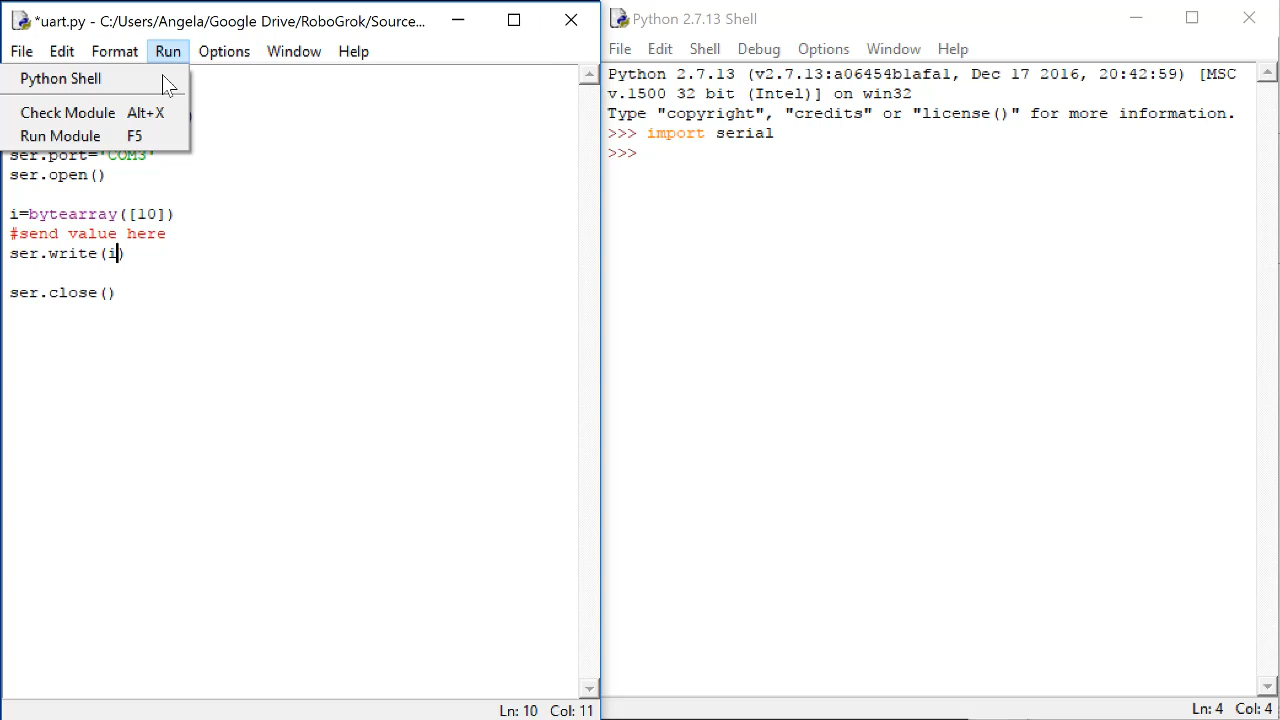 *uart.py - C:/Users/Angela/Google Drive/RoboGrok/Source...
File Edit Format Run Options Window Help
Python Shell
Check Module Alt+X
Run Module F5
ser.port='COM3'
ser.open()
i=bytearray([10])
#send value here
ser.write(i)
ser.close()
Ln: 10 Col: 11
Python 2.7.13 Shell
File Edit Shell Debug Options Window Help
Python 2.7.13 (v2.7.13:a06454b1afa1, Dec 17 2016, 20:42:59) [MSC
v.1500 32 bit (Intel)] on win32
Type "copyright", "credits" or "license()" for more information.
>>> import serial
>>>
Ln: 4 Col: 4